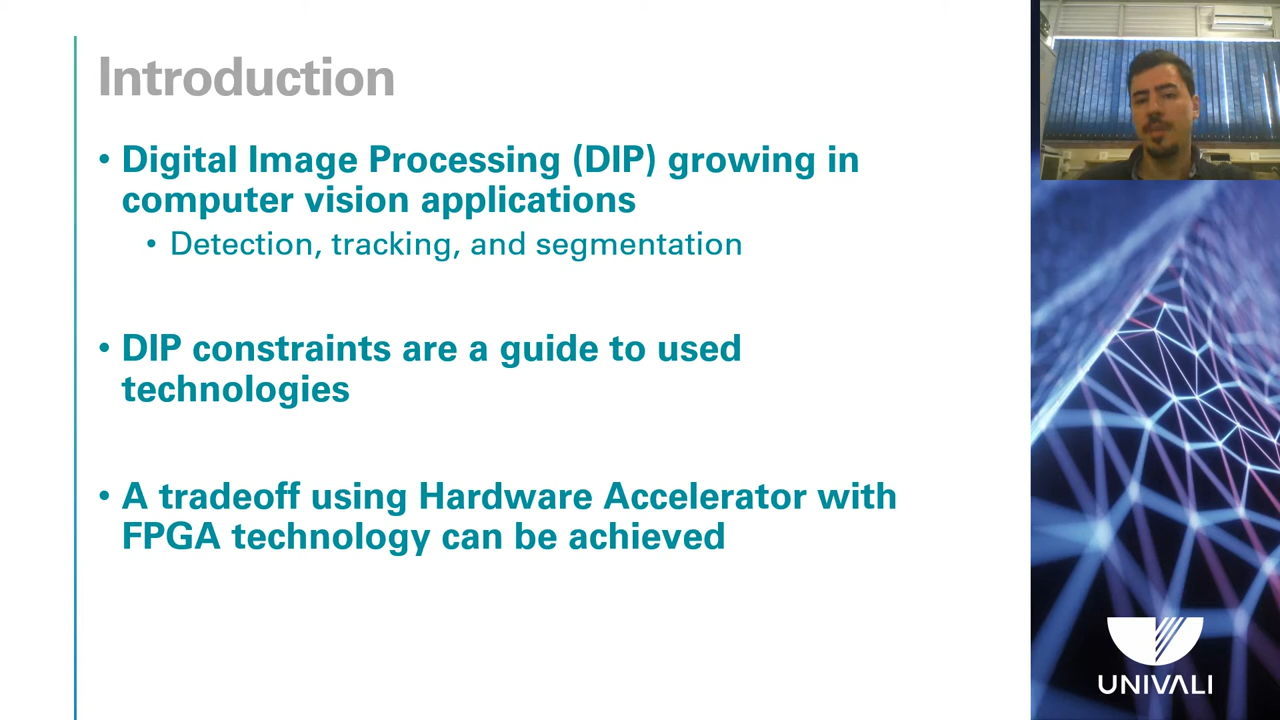 Introduction
• Digital Image Processing (DIP) growing in
computer vision applications
• Detection, tracking, and segmentation
• DIP constraints are a guide to used
technologies
• A tradeoff using Hardware Accelerator with
FPGA technology can be achieved
UNIVALI